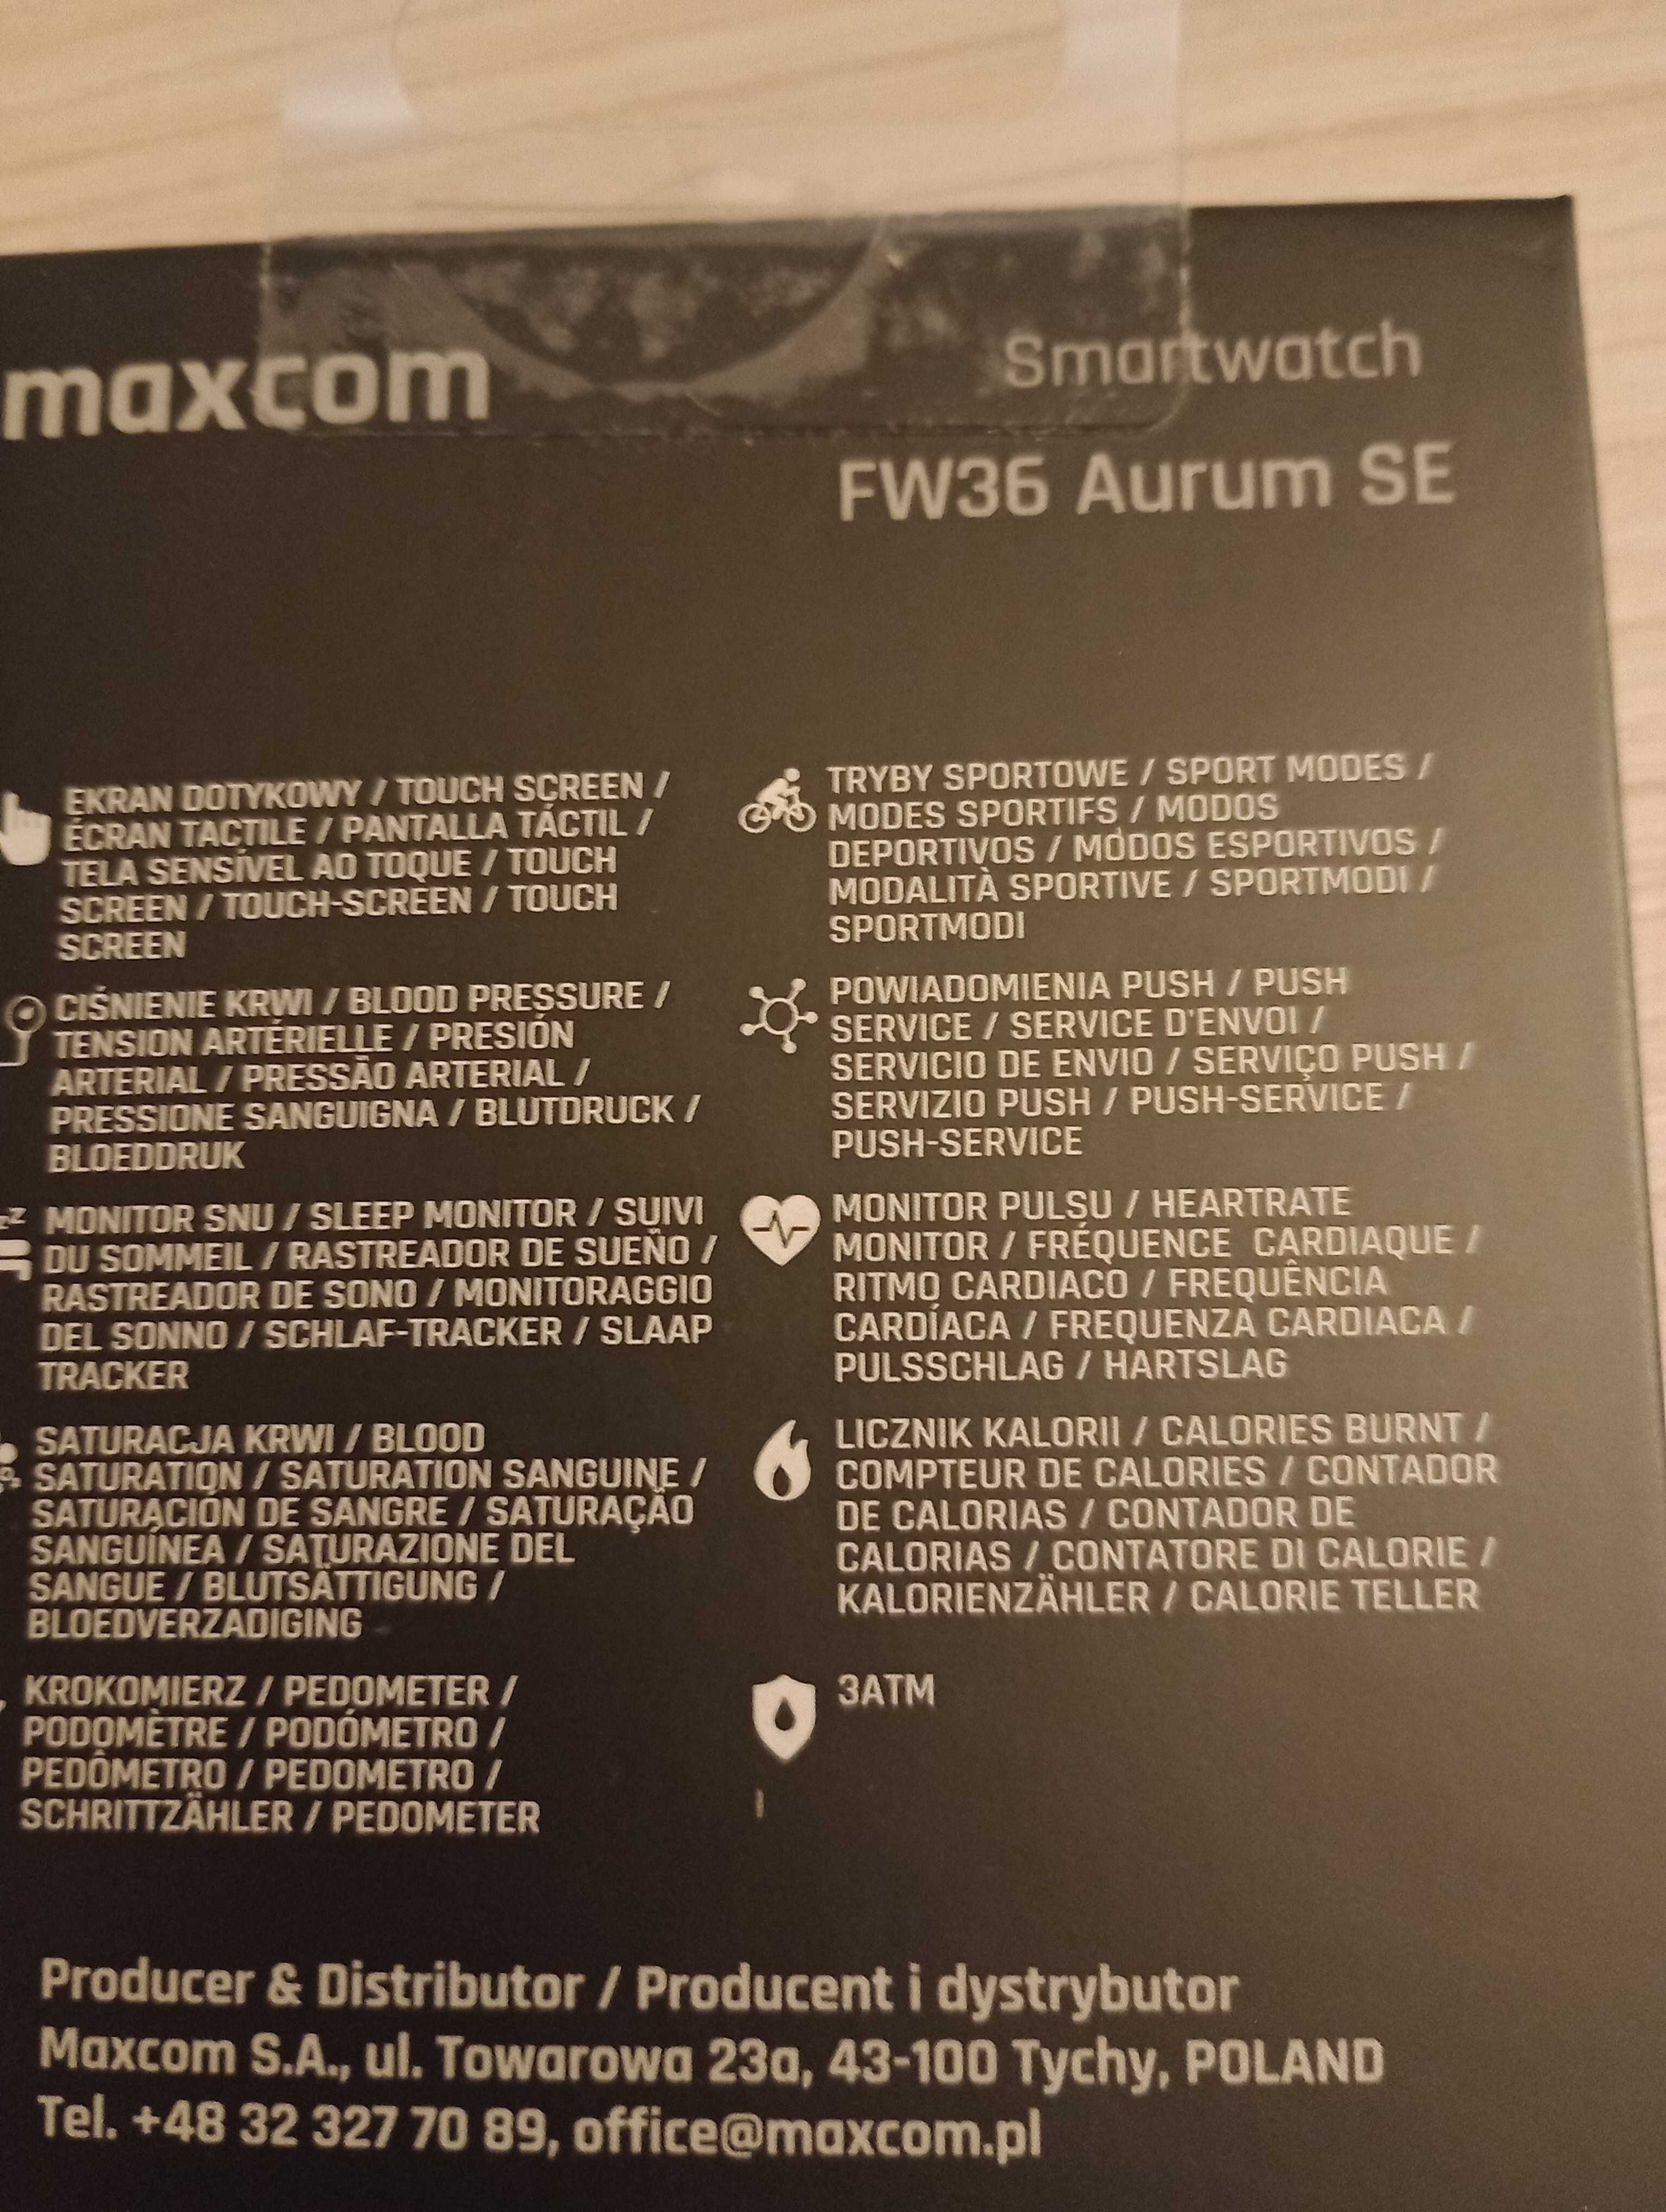 maxcom
Smartwatch
FW36 Aurum SE
EKRAN DOTYKOWY / TOUCH SCREEN /
ÉCRAN TACTILE / PANTALLA TÁCTIL /
TELA SENSÍVEL AO TOQUE / TOUCH
SCREEN / TOUCH-SCREEN / TOUCH
SCREEN
CIŚNIENIE KRWI / BLOOD PRESSURE /
TENSION ARTÉRIELLE / PRESIÓN
ARTERIAL / PRESSÃO ARTERIAL /
PRESSIONE SANGUIGNA / BLUTDRUCK /
BLOEDDRUK
MONITOR SNU / SLEEP MONITOR / SUIVI
DU SOMMEIL / RASTREADOR DE SUEÑO /
RASTREADOR DE SONO / MONITORAGGIO
DEL SONNO / SCHLAF-TRACKER / SLAAP
TRACKER
SATURACJA KRWI / BLOOD
SATURATION / SATURATION SANGUINE /
SATURACIÓN DE SANGRE / SATURAÇÃO
SANGUÍNEA / SATURAZIONE DEL
SANGUE / BLUTSÄTTIGUNG /
BLOEDVERZADIGING
KROKOMIERZ / PEDOMETER /
PODOMÈTRE / PODÓMETRO /
PEDÔMETRO / PEDOMETRO /
SCHRITTZÄHLER / PEDOMETER
TRYBY SPORTOWE / SPORT MODES /
MODES SPORTIFS / MODOS
DEPORTIVOS / MODOS ESPORTIVOS /
MODALITÀ SPORTIVE / SPORTMODI /
SPORTMODI
POWIADOMIENIA PUSH / PUSH
SERVICE / SERVICE D'ENVOI /
SERVICIO DE ENVIO / SERVIÇO PUSH /
SERVIZIO PUSH / PUSH-SERVICE /
PUSH-SERVICE
MONITOR PULSU / HEARTRATE
MONITOR / FRÉQUENCE CARDIAQUE /
RITMO CARDIACO / FREQUÊNCIA
CARDÍACA / FREQUENZA CARDIACA /
PULSSCHLAG / HARTSLAG
LICZNIK KALORII / CALORIES BURNT /
COMPTEUR DE CALORIES / CONTADOR
DE CALORIAS / CONTADOR DE
CALORIAS / CONTATORE DI CALORIE /
KALORIENZÄHLER / CALORIE TELLER
3ATM
Producer & Distributor / Producent i dystrybutor
Maxcom S.A., ul. Towarowa 23a, 43-100 Tychy, POLAND
Tel. +48 32 327 70 89, office@maxcom.pl